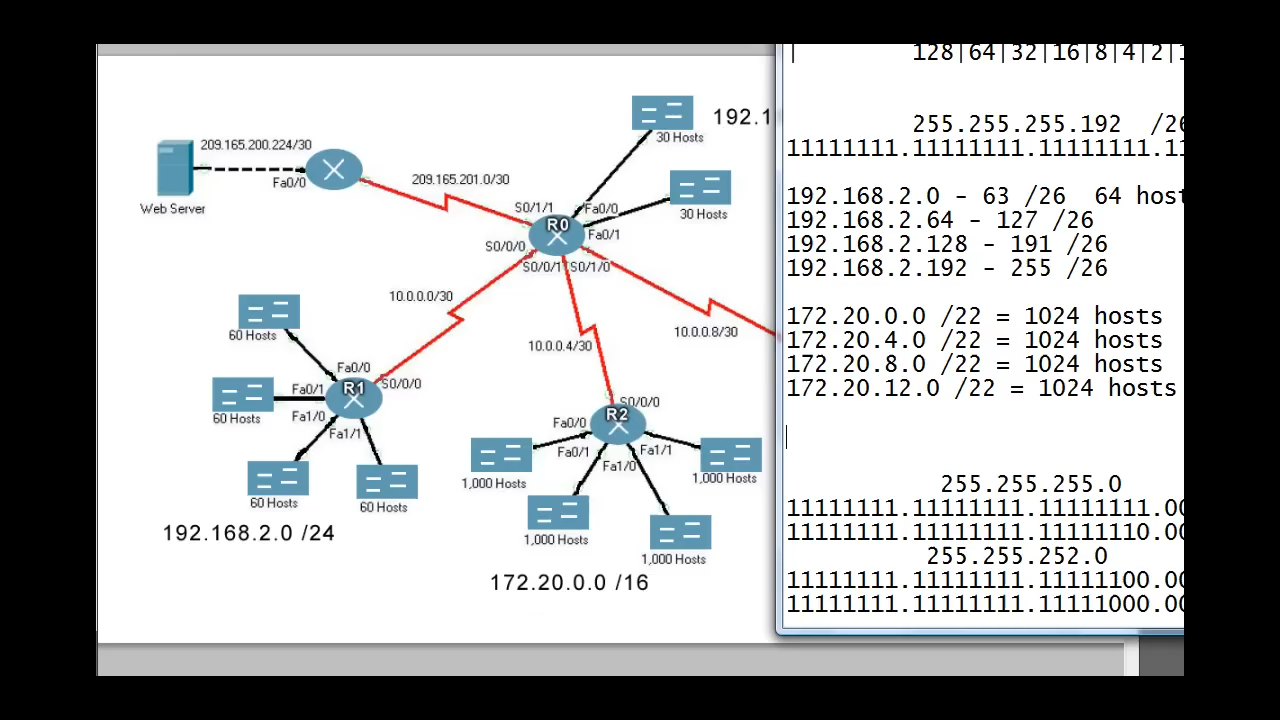 209.165.200.224/30
Fa0/0
Web Server
209.165.201.0/30
30 Hosts
192.1
30 Hosts
S0/1/1
Fa0/0
R0
Fa0/1
S0/0/0
S0/0/1
S0/1/0
10.0.0.0/30
10.0.0.4/30
10.0.0.8/30
60 Hosts
Fa0/0
Fa0/1
R1
S0/0/0
60 Hosts
Fa1/0
Fa1/1
60 Hosts
60 Hosts
192.168.2.0 /24
S0/0/0
R2
Fa0/0
Fa0/1
Fa1/0
Fa1/1
1,000 Hosts
1,000 Hosts
1,000 Hosts
1,000 Hosts
172.20.0.0 /16
128|64|32|16|8|4|2|
255.255.255.192 /26
11111111.11111111.11111111.11
192.168.2.0 - 63 /26 64 host
192.168.2.64 - 127 /26
192.168.2.128 - 191 /26
192.168.2.192 - 255 /26
172.20.0.0 /22 = 1024 hosts
172.20.4.0 /22 = 1024 hosts
172.20.8.0 /22 = 1024 hosts
172.20.12.0 /22 = 1024 hosts
255.255.255.0
11111111.11111111.11111111.00
11111111.11111111.11111110.00
255.255.252.0
11111111.11111111.11111100.00
11111111.11111111.11111000.00